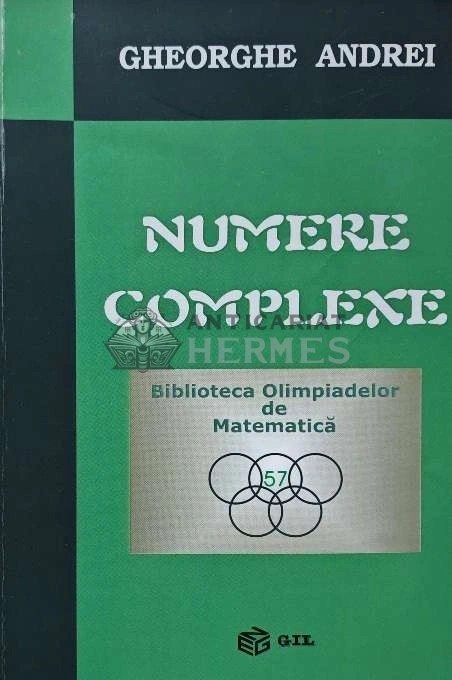 GHEORGHE ANDREI
NUMERE
COMPLEXE
ANTICARIAT
HERMES
Biblioteca Olimpiadelor
de
Matematică
57
GIL